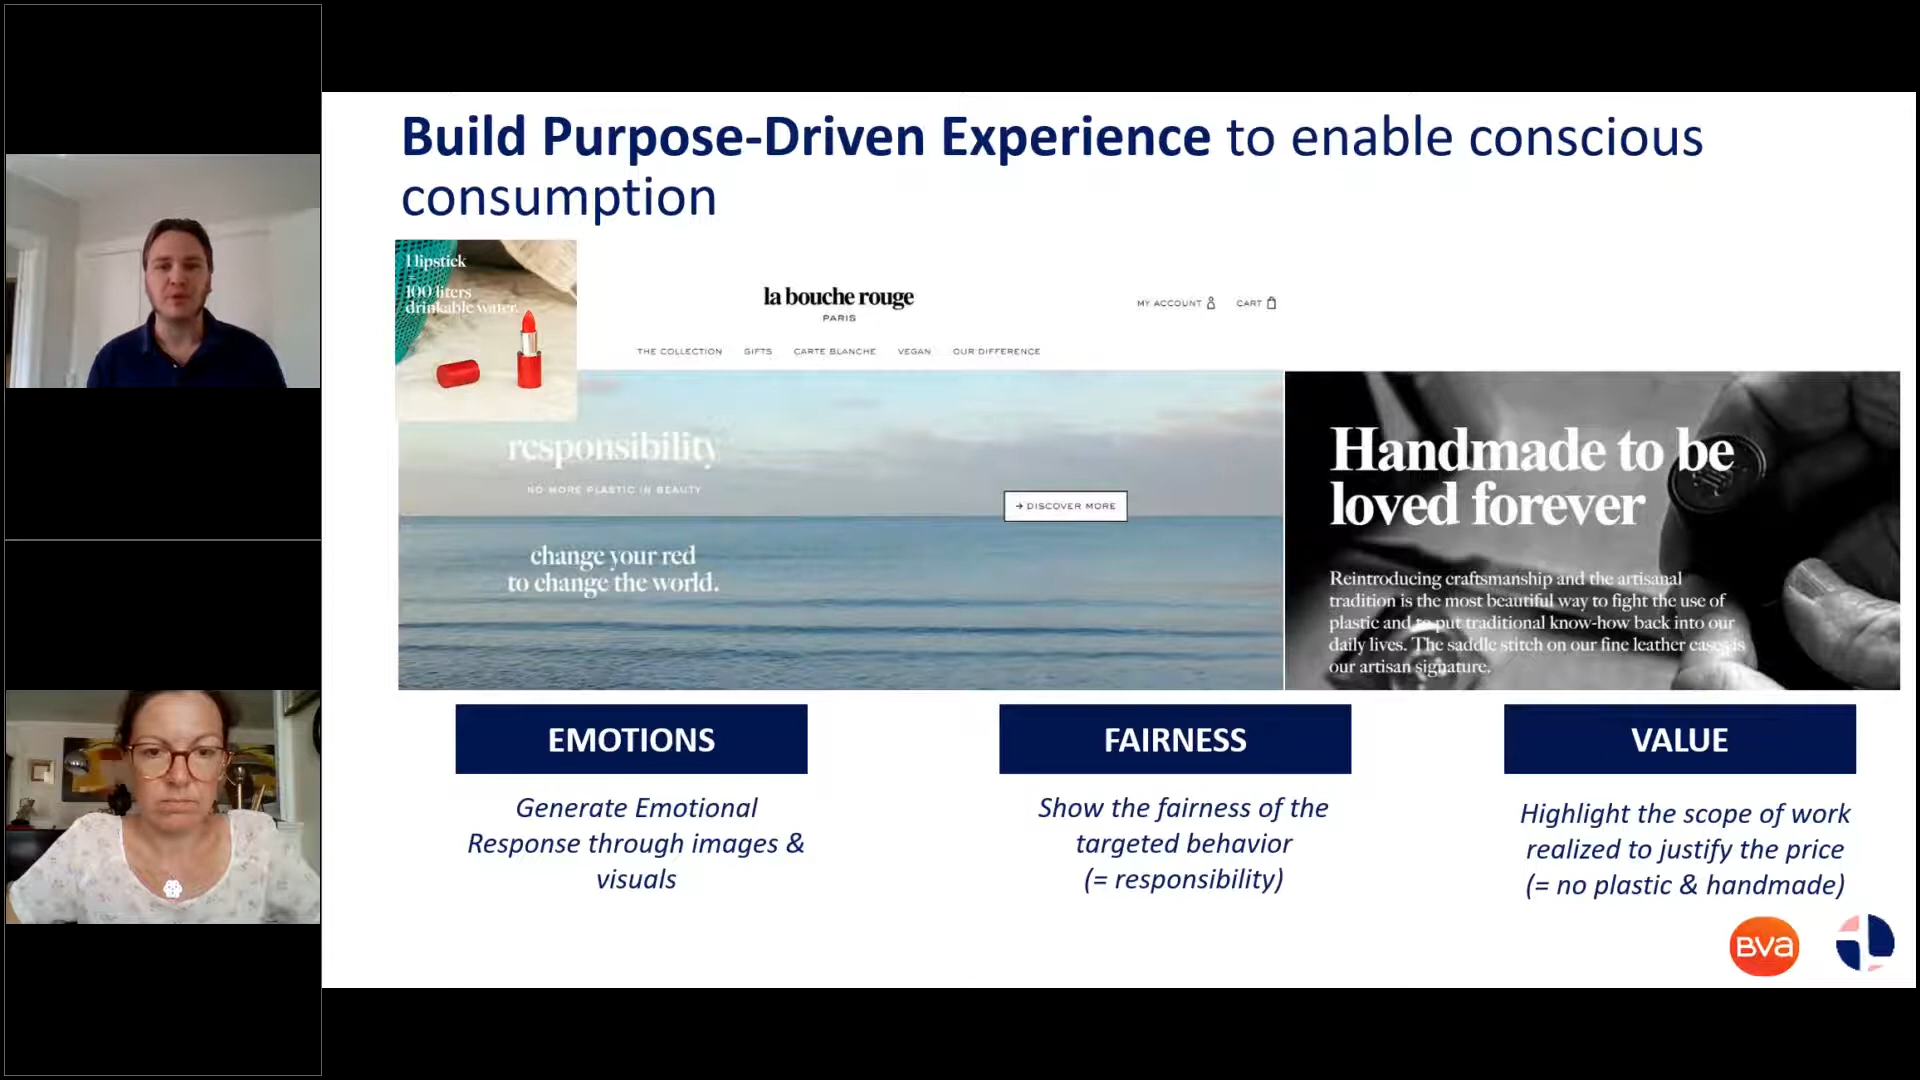 Build Purpose-Driven Experience to enable conscious
consumption
1 lipstick
=
100 liters
drinkable water.
la bouche rouge
PARIS
MY ACCOUNT
CART
THE COLLECTION GIFTS CARTE BLANCHE VEGAN OUR DIFFERENCE
responsibility
NO MORE PLASTIC IN BEAUTY
→ DISCOVER MORE
change your red
to change the world.
Handmade to be
loved forever
Reintroducing craftsmanship and the artisanal
tradition is the most beautiful way to fight the use of
plastic and to put traditional know-how back into our
daily lives. The saddle stitch on our fine leather cases is
our artisan signature.
EMOTIONS
Generate Emotional
Response through images &
visuals
FAIRNESS
Show the fairness of the
targeted behavior
(= responsibility)
VALUE
Highlight the scope of work
realized to justify the price
(= no plastic & handmade)
BVa